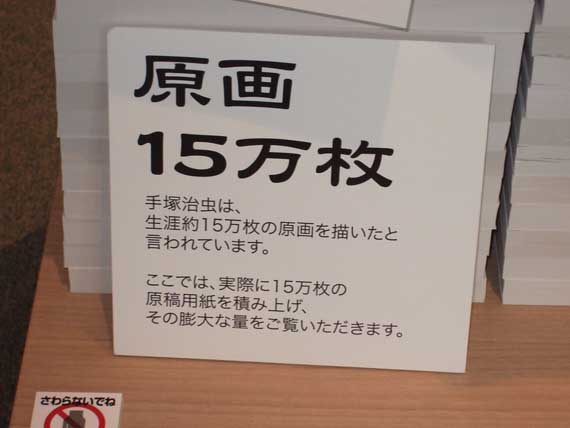 原画
15万枚
手塚治虫は、
生涯約15万枚の原画を描いたと
言われています。
ここでは、実際に15万枚の
原稿用紙を積み上げ、
その膨大な量をご覧いただきます。
さわらないでね